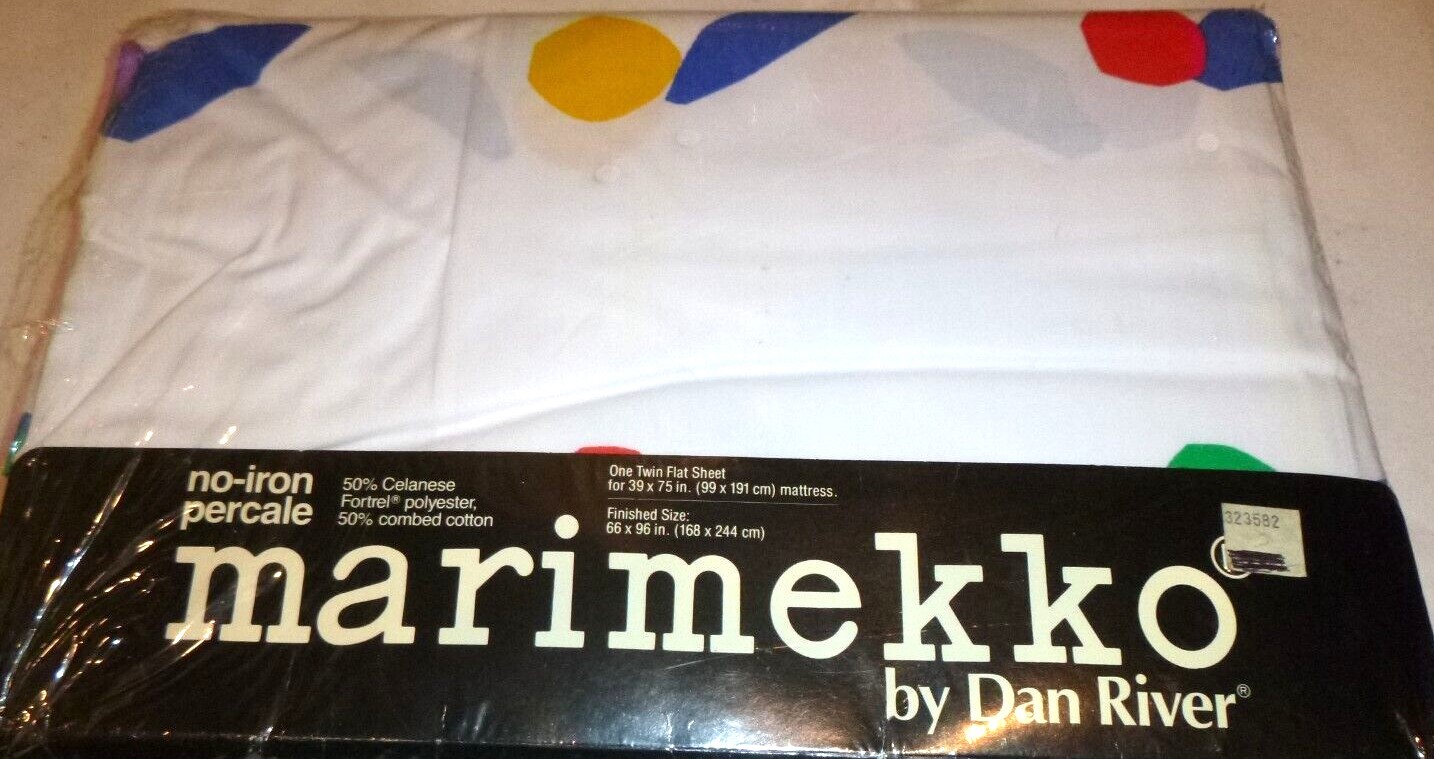 no-iron
percale
50% Celanese
Fortrel® polyester,
50% combed cotton
One Twin Flat Sheet
for 39 x 75 in. (99 x 191 cm) mattress.
Finished Size:
66 x 96 in. (168 x 244 cm)
323582
marimekko
by Dan River®